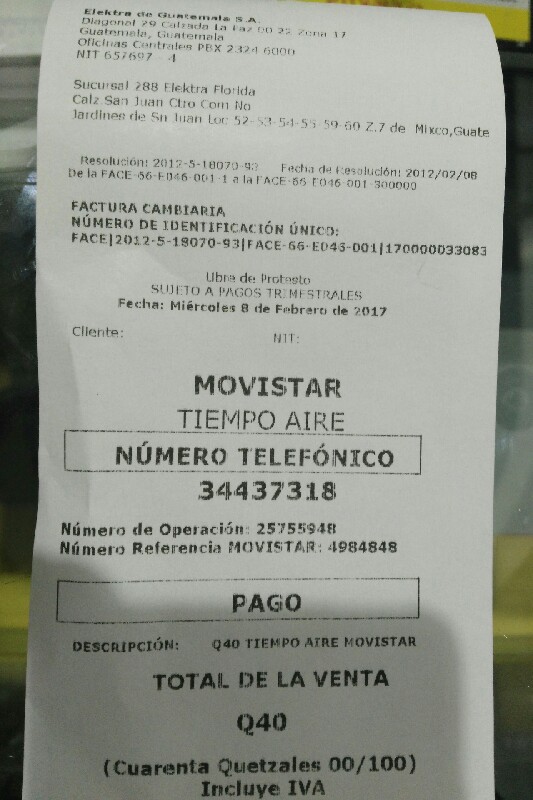 Elektra de Guatemala S.A.
Diagonal 29 Calzada La Paz 00 22 Zona 17
Guatemala, Guatemala
Oficinas Centrales PBX 2324 6000
NIT 657697 - 4
Sucursal 288 Elektra Florida
Calz.San Juan Ctro Com No
Jardines de Sn Juan Loc 52-53-54-55-59-60 Z.7 de Mixco,Guate
Resolución: 2012-5-18070-93 Fecha de Resolución: 2012/02/08
De la FACE-66-E046-001-1 a la FACE-66-E046-001-300000
FACTURA CAMBIARIA
NÚMERO DE IDENTIFICACIÓN ÚNICO:
FACE|2012-5-18070-93|FACE-66-E046-001|170000033083
Libre de Protesto
SUJETO A PAGOS TRIMESTRALES
Fecha: Miércoles 8 de Febrero de 2017
Cliente: NIT:
MOVISTAR
TIEMPO AIRE
NÚMERO TELEFÓNICO
34437318
Número de Operación: 25755948
Número Referencia MOVISTAR: 4984848
PAGO
DESCRIPCIÓN: Q40 TIEMPO AIRE MOVISTAR
TOTAL DE LA VENTA
Q40
(Cuarenta Quetzales 00/100)
Incluye IVA